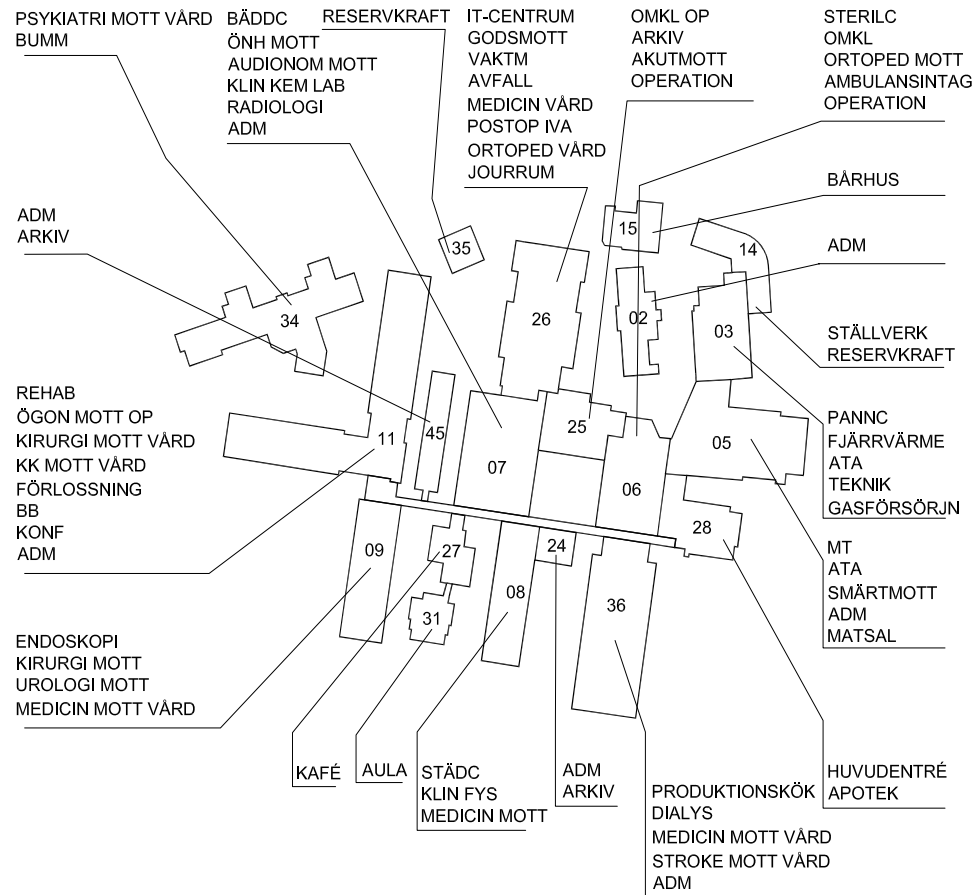 PSYKIATRI MOTT VÅRD
BUMM
BÄDDC
ÖNH MOTT
AUDIONOM MOTT
KLIN KEM LAB
RADIOLOGI
ADM
RESERVKRAFT
IT-CENTRUM
GODSMOTT
VAKTM
AVFALL
MEDICIN VÅRD
POSTOP IVA
ORTOPED VÅRD
JOURRUM
OMKL OP
ARKIV
AKUTMOTT
OPERATION
STERILC
OMKL
ORTOPED MOTT
AMBULANSINTAG
OPERATION
BÅRHUS
ADM
ADM
ARKIV
STÄLLVERK
RESERVKRAFT
REHAB
ÖGON MOTT OP
KIRURGI MOTT VÅRD
KK MOTT VÅRD
FÖRLOSSNING
BB
KONF
ADM
PANNC
FJÄRRVÄRME
ATA
TEKNIK
GASFÖRSÖRJN
MT
ATA
SMÄRTMOTT
ADM
MATSAL
ENDOSKOPI
KIRURGI MOTT
UROLOGI MOTT
MEDICIN MOTT VÅRD
KAFÉ
AULA
STÄDC
KLIN FYS
MEDICIN MOTT
ADM
ARKIV
PRODUKTIONSKÖK
DIALYS
MEDICIN MOTT VÅRD
STROKE MOTT VÅRD
ADM
HUVUDENTRÉ
APOTEK
15
14
35
34
26
02
03
11
45
07
25
06
05
28
09
27
24
08
31
36